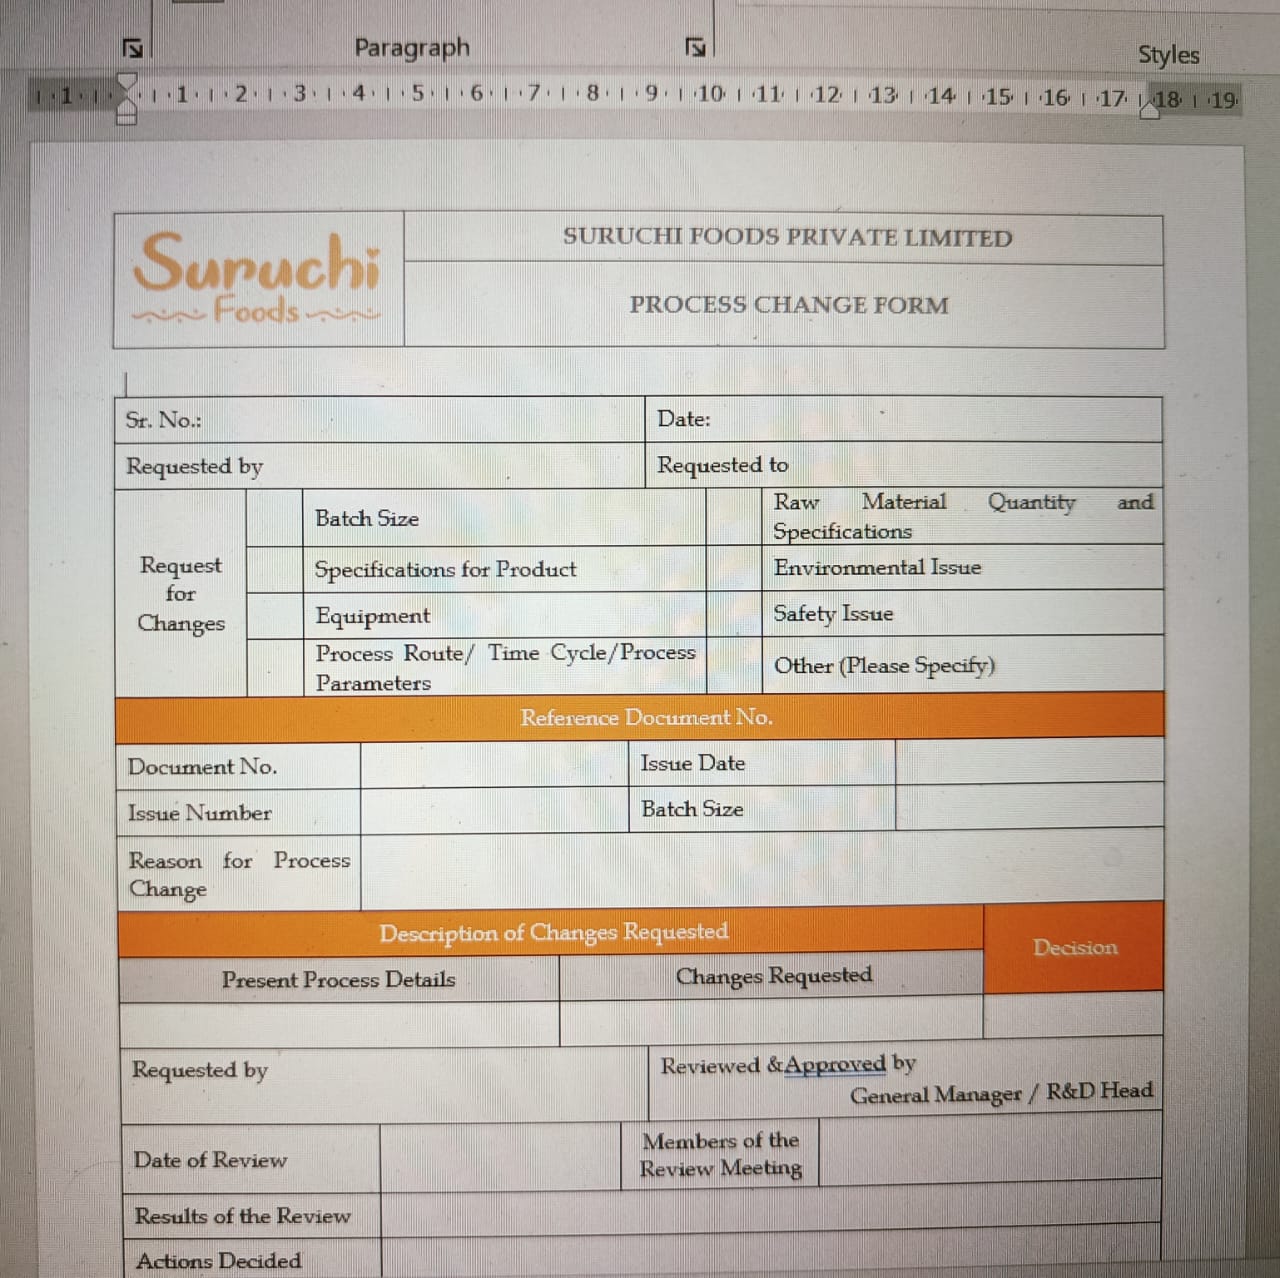 Paragraph
Styles
1 1 2 3 4 5 6 7 8 9 10 11 12 13 14 15 16 17 18 19
Suruchi
Foods
SURUCHI FOODS PRIVATE LIMITED
PROCESS CHANGE FORM
Sr. No.:
Date:
Requested by
Requested to
Request
for
Changes
Batch Size
Raw Material Quantity and
Specifications
Specifications for Product
Environmental Issue
Equipment
Safety Issue
Process Route/ Time Cycle/Process
Parameters
Other (Please Specify)
Reference Document No.
Document No.
Issue Date
Issue Number
Batch Size
Reason for Process
Change
Description of Changes Requested
Decision
Present Process Details
Changes Requested
Requested by
Reviewed &Approved by
General Manager / R&D Head
Date of Review
Members of the
Review Meeting
Results of the Review
Actions Decided